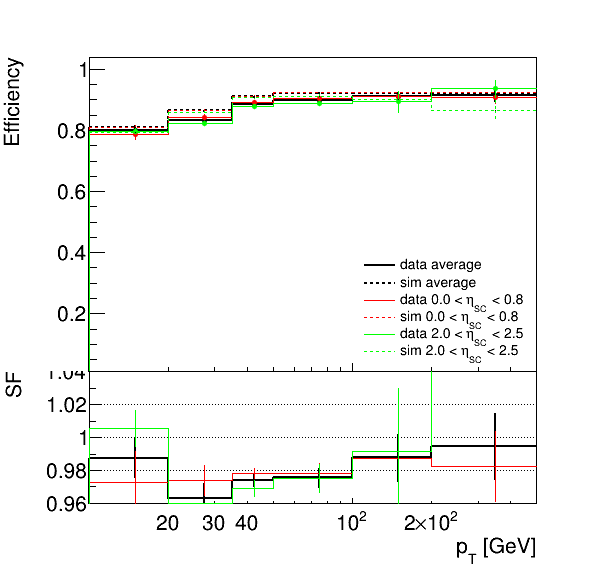 Efficiency
1
0.8
0.6
0.4
0.2
data average
sim average
data 0.0 < η_SC < 0.8
sim 0.0 < η_SC < 0.8
data 2.0 < η_SC < 2.5
sim 2.0 < η_SC < 2.5
SF
1.04
1.02
1
0.98
0.96
20 30 40 10² 2×10²
p_T [GeV]